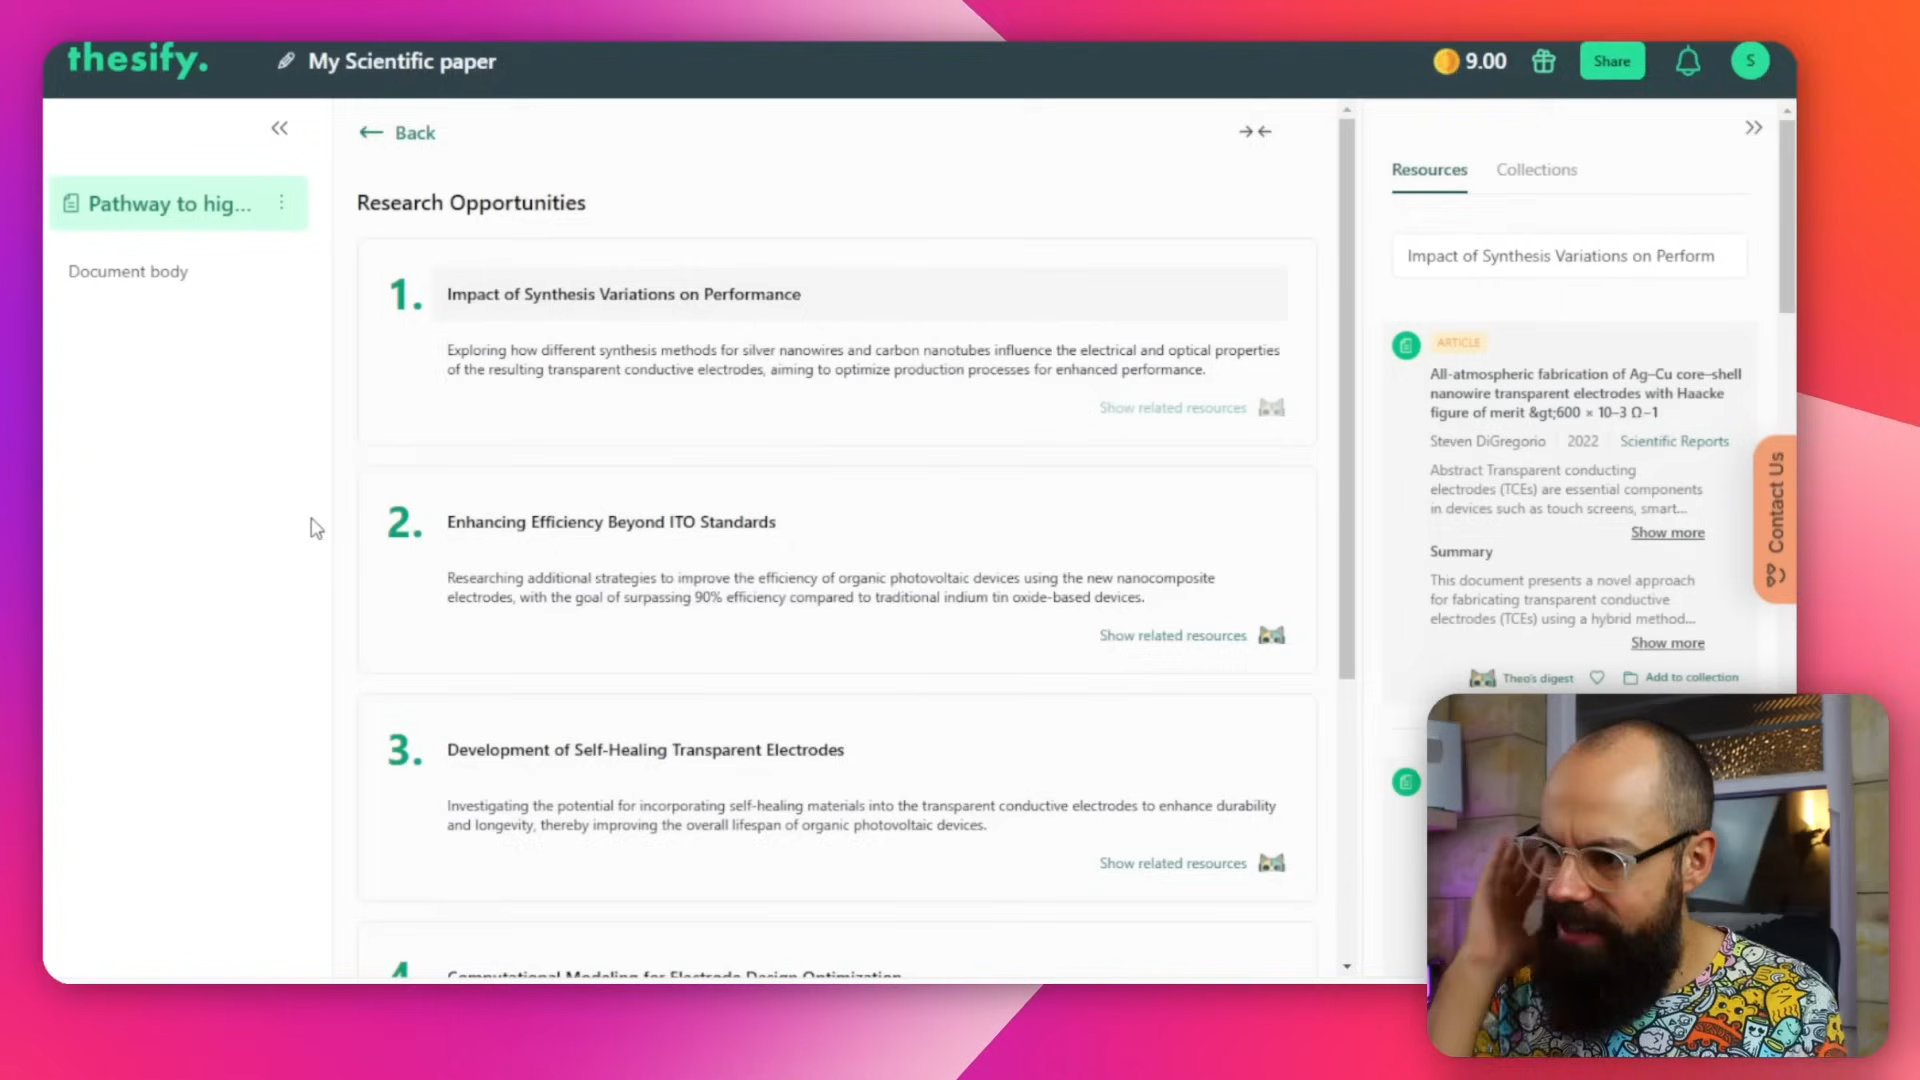 thesify.
My Scientific paper
9.00
Share
S
Pathway to hig...
Document body
Back
Research Opportunities
1.
Impact of Synthesis Variations on Performance
Exploring how different synthesis methods for silver nanowires and carbon nanotubes influence the electrical and optical properties
of the resulting transparent conductive electrodes, aiming to optimize production processes for enhanced performance.
Show related resources
2.
Enhancing Efficiency Beyond ITO Standards
Researching additional strategies to improve the efficiency of organic photovoltaic devices using the new nanocomposite
electrodes, with the goal of surpassing 90% efficiency compared to traditional indium tin oxide-based devices.
Show related resources
3.
Development of Self-Healing Transparent Electrodes
Investigating the potential for incorporating self-healing materials into the transparent conductive electrodes to enhance durability
and longevity, thereby improving the overall lifespan of organic photovoltaic devices.
Show related resources
4
Computational Modeling for Electrode Design Optimization
Resources
Collections
Impact of Synthesis Variations on Perform
ARTICLE
All-atmospheric fabrication of Ag–Cu core–shell
nanowire transparent electrodes with Haacke
figure of merit &gt;600 × 10–3 Ω–1
Steven DiGregorio 2022 Scientific Reports
Abstract Transparent conducting
electrodes (TCEs) are essential components
in devices such as touch screens, smart...
Show more
Summary
This document presents a novel approach
for fabricating transparent conductive
electrodes (TCEs) using a hybrid method...
Show more
Theo's digest
Add to collection
Contact Us